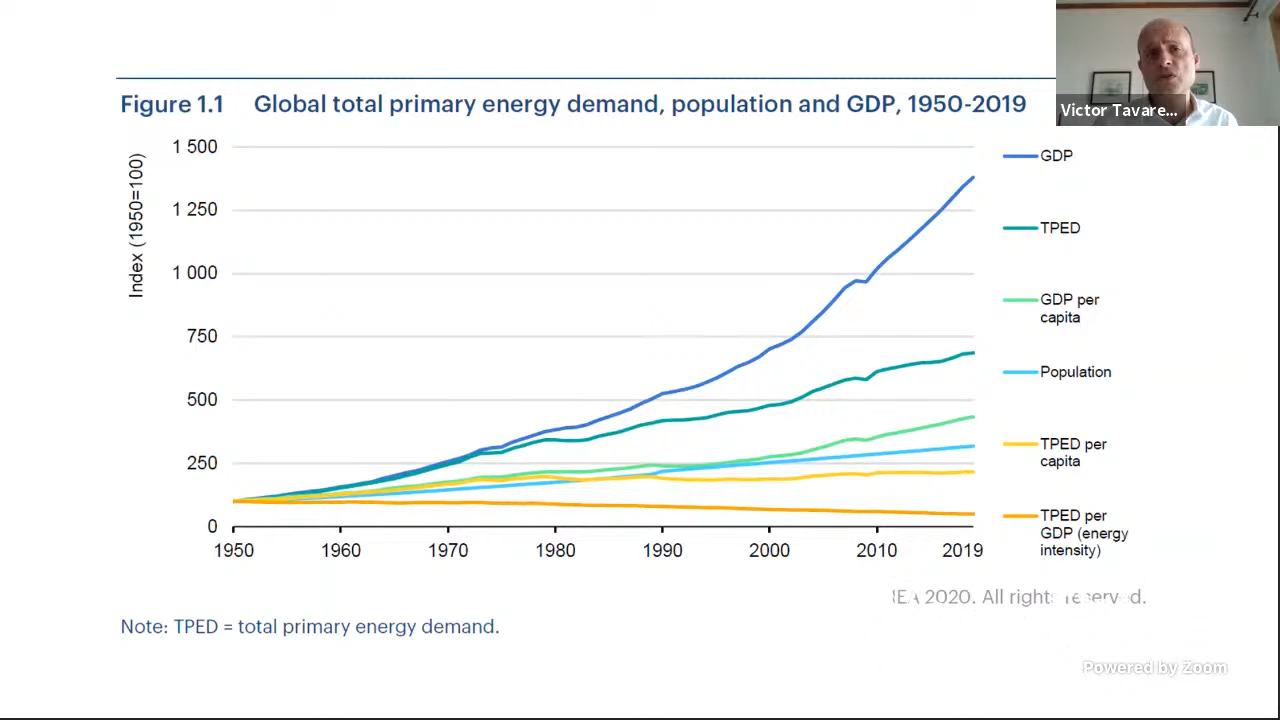 Victor Tavare...
Figure 1.1 Global total primary energy demand, population and GDP, 1950-2019
Index (1950=100)
1 500
1 250
1 000
750
500
250
0
1950 1960 1970 1980 1990 2000 2010 2019
GDP
TPED
GDP per
capita
Population
TPED per
capita
TPED per
GDP (energy
intensity)
IEA 2020. All rights reserved.
Note: TPED = total primary energy demand.
Powered by Zoom